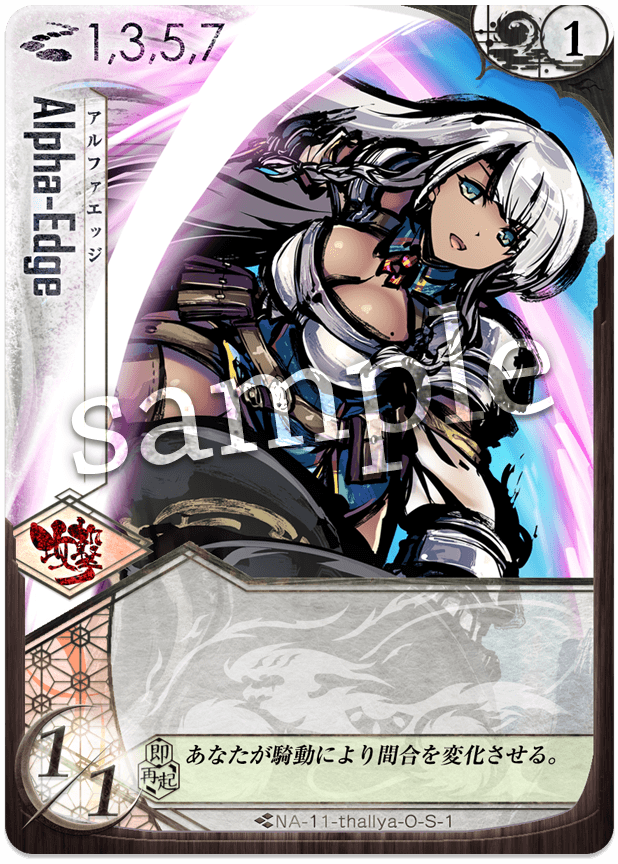 1,3,5,7
1
Alpha-Edge
アルファエッジ
sample
攻撃
1/1
即再起
あなたが騎動により間合を変化させる。
NA-11-thallya-O-S-1